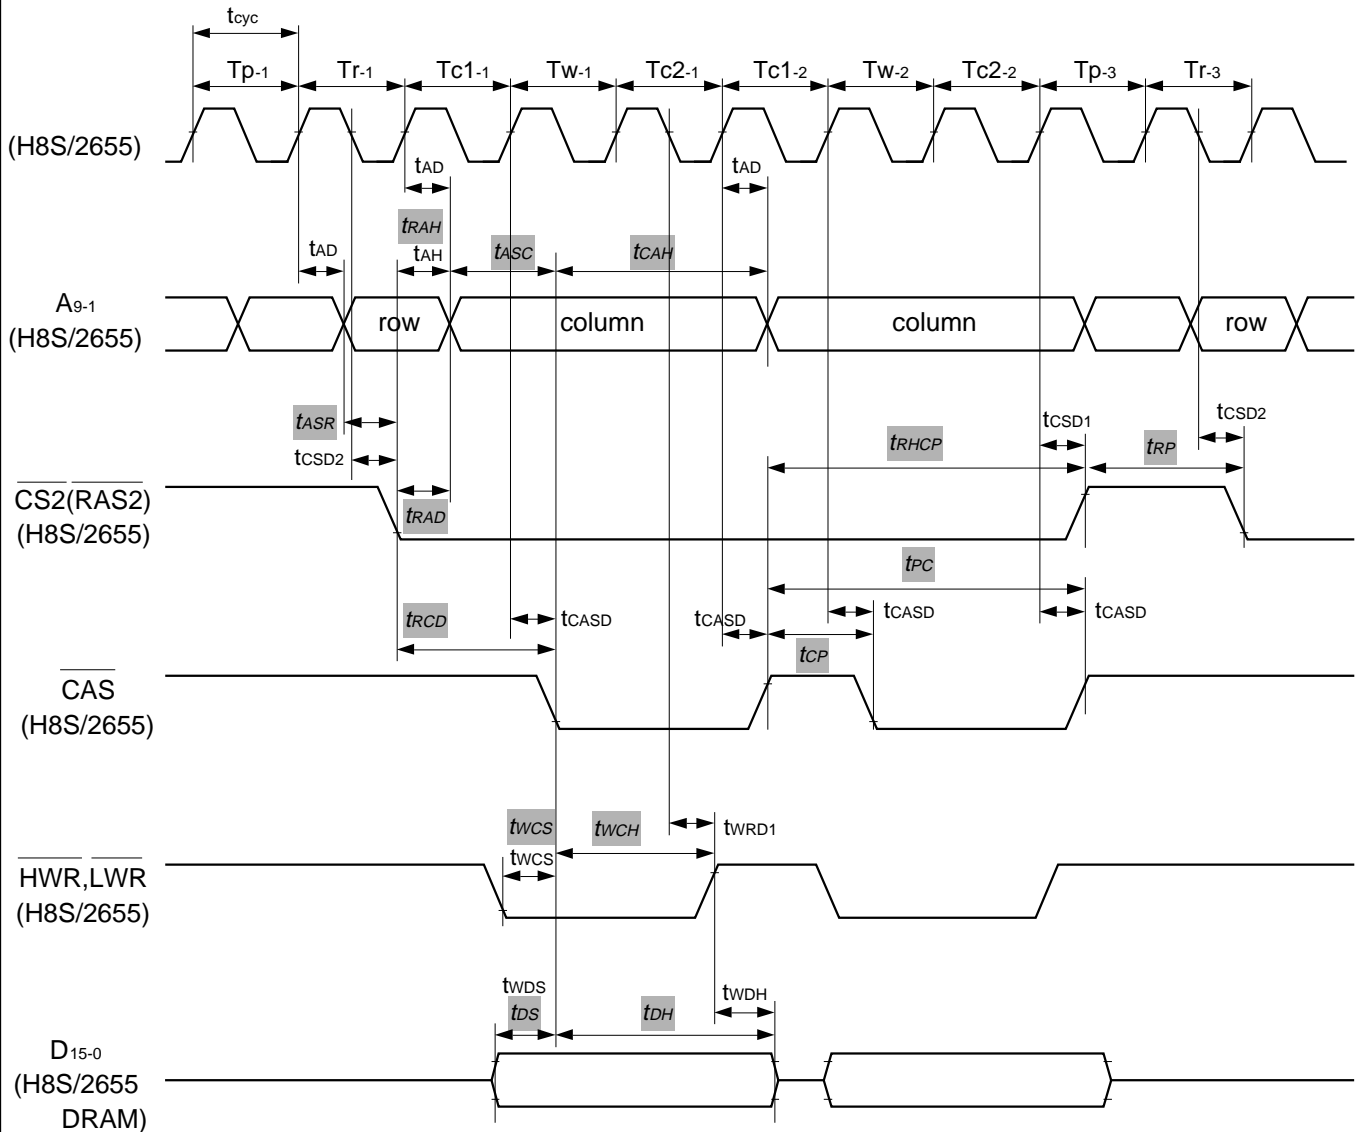 tcyc
Tp-1 Tr-1 Tc1-1 Tw-1 Tc2-1 Tc1-2 Tw-2 Tc2-2 Tp-3 Tr-3
(H8S/2655)
tAD tAD
tRAH
tAD tAH tASC tCAH
A9-1
(H8S/2655)
row column column row
tASR tCSD1 tCSD2
tCSD2 tRHCP tRP
CS2(RAS2)
(H8S/2655)
tRAD
tPC
tRCD tCASD tCASD tCASD tCASD
tCP
CAS
(H8S/2655)
tWCS tWCH tWRD1
tWCS
HWR,LWR
(H8S/2655)
tWDS tWDH
tDS tDH
D15-0
(H8S/2655
DRAM)